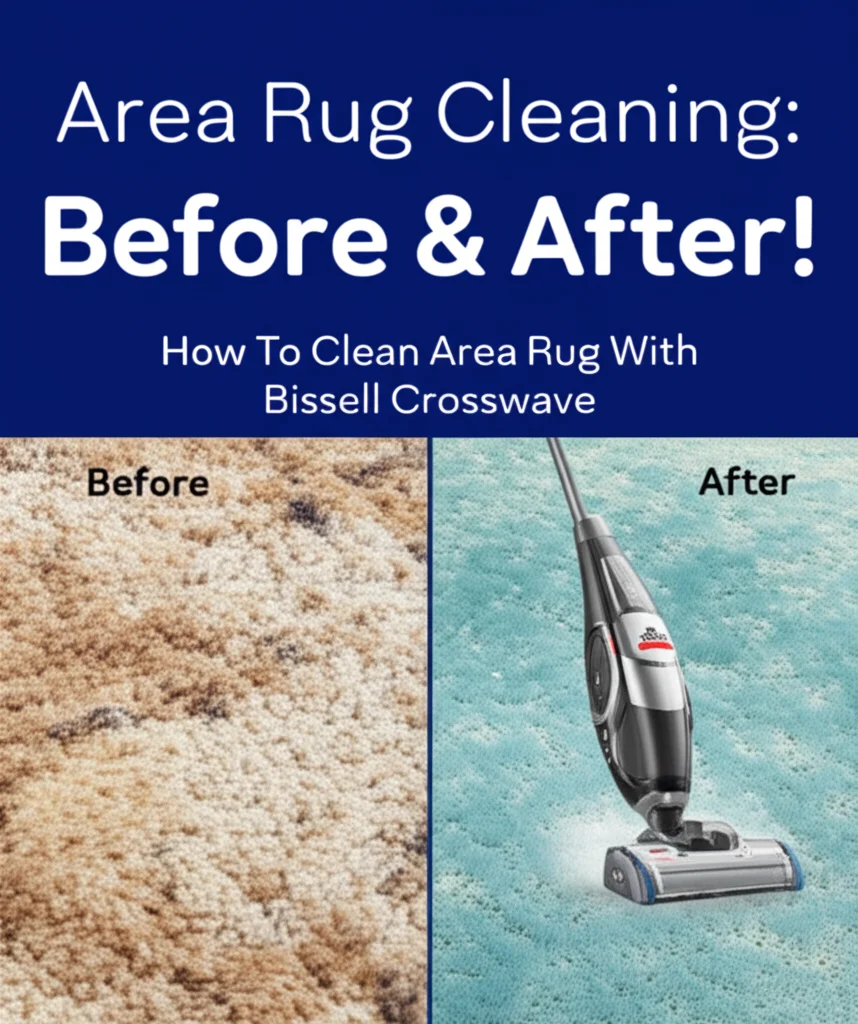 Area Rug Cleaning:
Before & After!
How To Clean Area Rug With
Bissell Crosswave
Before
After